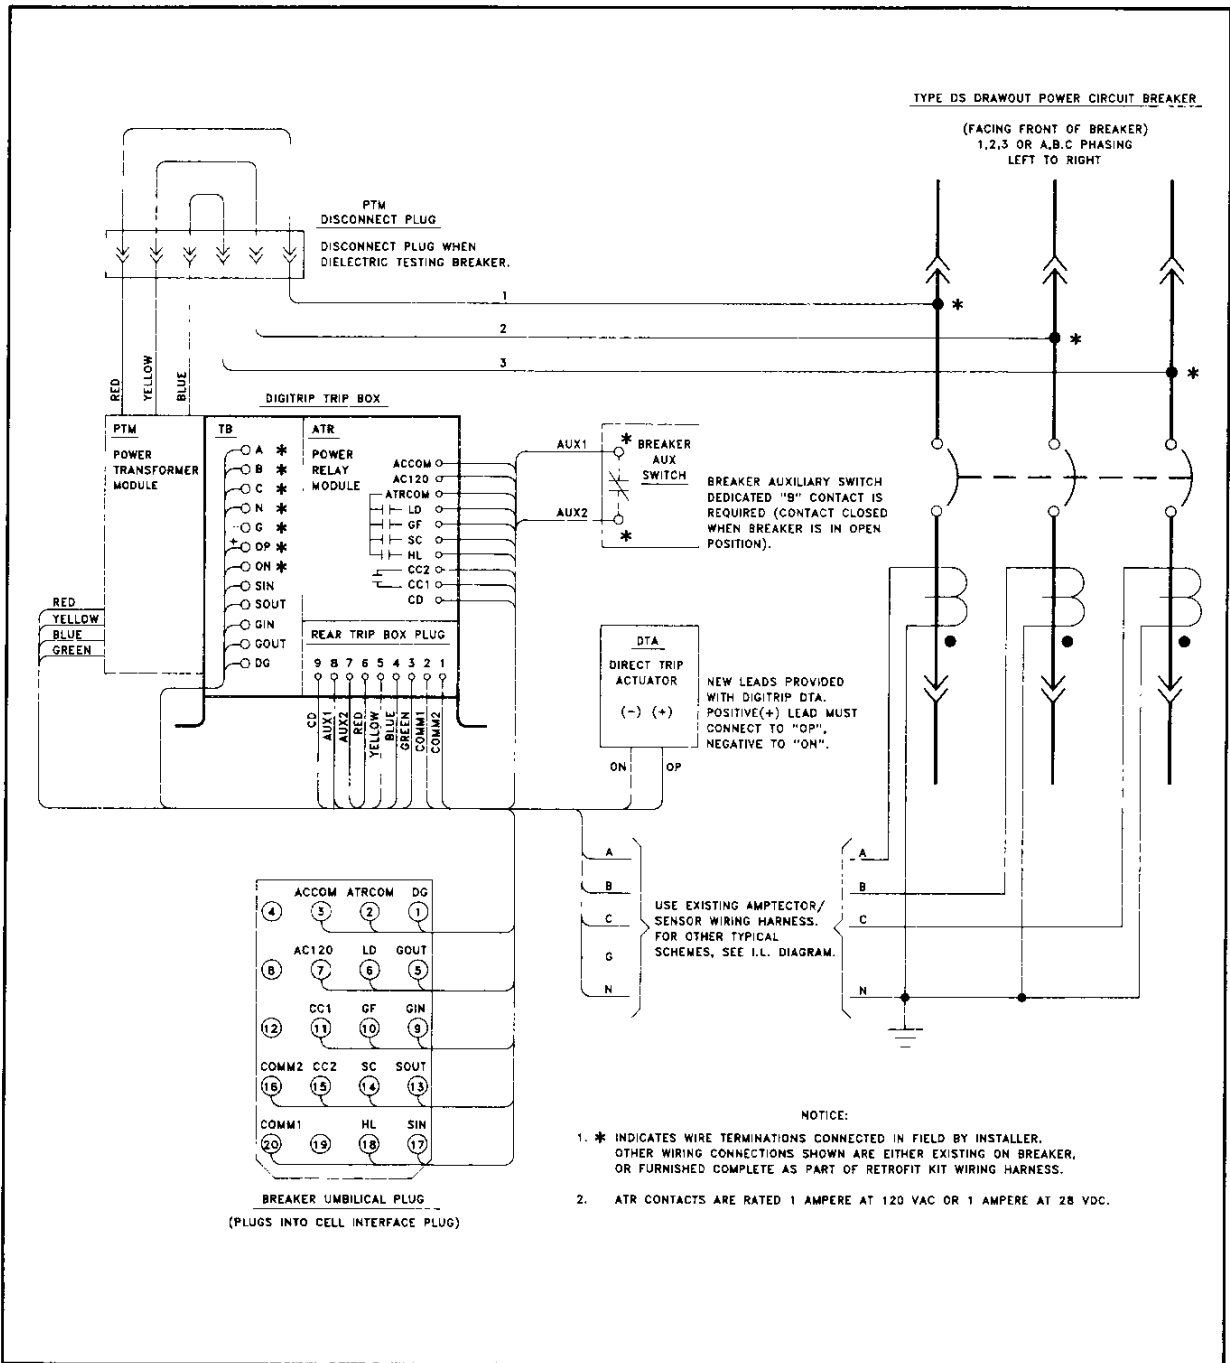 TYPE DS DRAWOUT POWER CIRCUIT BREAKER
(FACING FRONT OF BREAKER)
1,2,3 OR A,B,C PHASING
LEFT TO RIGHT
PTM
DISCONNECT PLUG
DISCONNECT PLUG WHEN
DIELECTRIC TESTING BREAKER.
1
*
2
*
3
*
RED
YELLOW
BLUE
DIGITRIP TRIP BOX
PTM
POWER
TRANSFORMER
MODULE
TB
A *
B *
C *
N *
G *
+ OP *
ON *
SIN
SOUT
GIN
GOUT
DG
ATR
POWER
RELAY
MODULE
ACCOM
AC120
ATRCOM
LD
GF
SC
HL
CC2
CC1
CD
REAR TRIP BOX PLUG
9 8 7 6 5 4 3 2 1
CD
AUX1
AUX2
RED
YELLOW
BLUE
GREEN
COMM1
COMM2
RED
YELLOW
BLUE
GREEN
AUX1
AUX2
*
BREAKER
AUX
SWITCH
*
BREAKER AUXILIARY SWITCH
DEDICATED "B" CONTACT IS
REQUIRED (CONTACT CLOSED
WHEN BREAKER IS IN OPEN
POSITION).
DTA
DIRECT TRIP
ACTUATOR
(-) (+)
ON
OP
NEW LEADS PROVIDED
WITH DIGITRIP DTA.
POSITIVE(+) LEAD MUST
CONNECT TO "OP",
NEGATIVE TO "ON".
A
B
C
G
N
USE EXISTING AMPTECTOR/
SENSOR WIRING HARNESS.
FOR OTHER TYPICAL
SCHEMES, SEE I.L. DIAGRAM.
A
B
C
N
ACCOM ATRCOM DG
4 3 2 1
AC120 LD GOUT
8 7 6 5
CC1 GF GIN
12 11 10 9
COMM2 CC2 SC SOUT
16 15 14 13
COMM1 HL SIN
20 19 18 17
BREAKER UMBILICAL PLUG
(PLUGS INTO CELL INTERFACE PLUG)
NOTICE:
1. * INDICATES WIRE TERMINATIONS CONNECTED IN FIELD BY INSTALLER.
OTHER WIRING CONNECTIONS SHOWN ARE EITHER EXISTING ON BREAKER,
OR FURNISHED COMPLETE AS PART OF RETROFIT KIT WIRING HARNESS.
2. ATR CONTACTS ARE RATED 1 AMPERE AT 120 VAC OR 1 AMPERE AT 28 VDC.